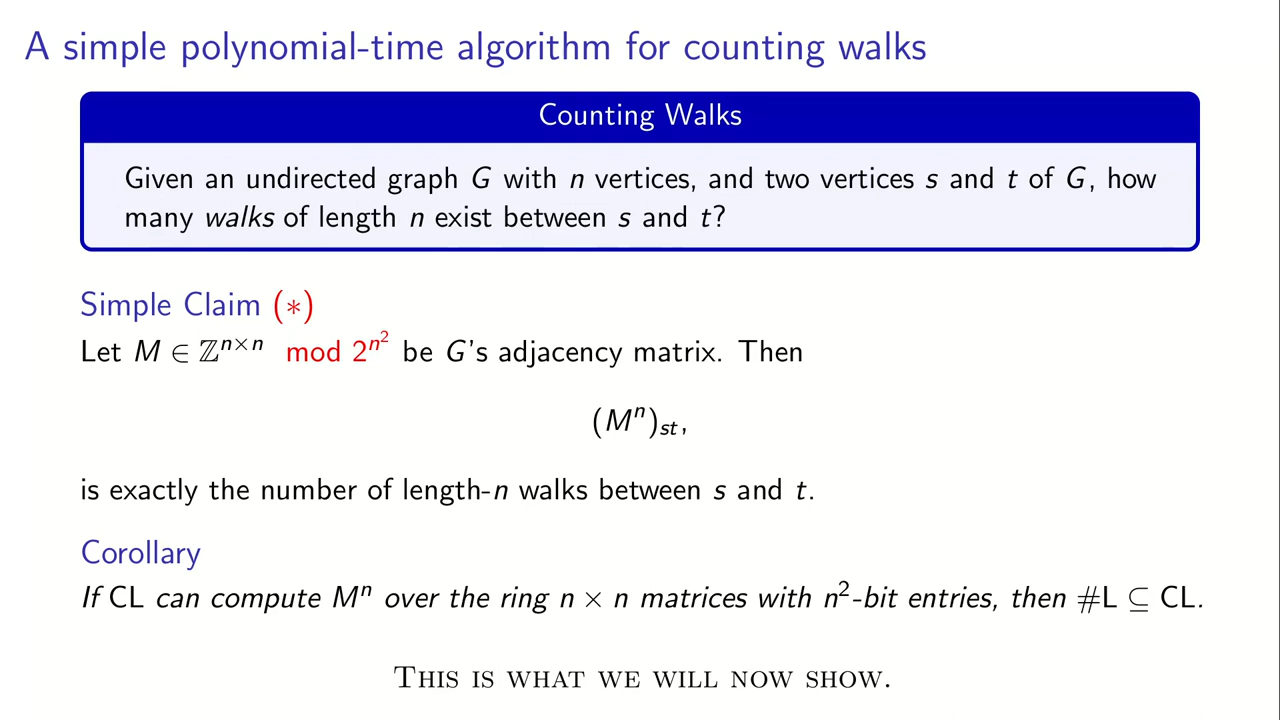 A simple polynomial-time algorithm for counting walks
Counting Walks
Given an undirected graph G with n vertices, and two vertices s and t of G, how
many walks of length n exist between s and t?
Simple Claim (∗)
Let M ∈ ℤⁿˣⁿ mod 2^{n²} be G's adjacency matrix. Then
(Mⁿ)ₛₜ,
is exactly the number of length-n walks between s and t.
Corollary
If CL can compute Mⁿ over the ring n × n matrices with n²-bit entries, then #L ⊆ CL.
THIS IS WHAT WE WILL NOW SHOW.